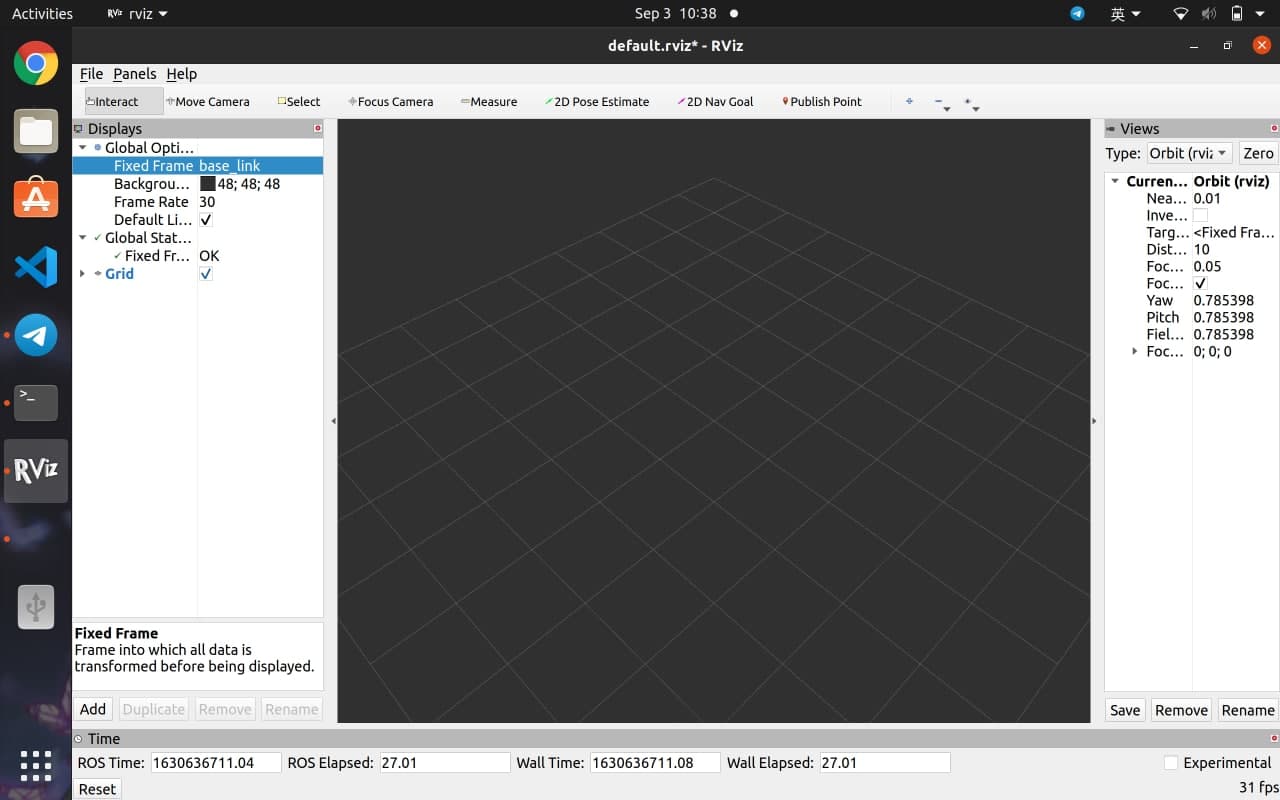 Activities RViz rviz Sep 3 10:38 英
default.rviz* - RViz
File Panels Help
Interact Move Camera Select Focus Camera Measure 2D Pose Estimate 2D Nav Goal Publish Point
Displays
Global Opti...
Fixed Frame base_link
Backgrou... 48; 48; 48
Frame Rate 30
Default Li...
Global Stat...
Fixed Fr... OK
Grid
Fixed Frame
Frame into which all data is
transformed before being displayed.
Add Duplicate Remove Rename
Views
Type: Orbit (rviz Zero
Curren... Orbit (rviz)
Nea... 0.01
Inve...
Targ... <Fixed Fra...
Dist... 10
Foc... 0.05
Foc...
Yaw 0.785398
Pitch 0.785398
Fiel... 0.785398
Foc... 0; 0; 0
Save Remove Rename
>_
RViz
Time
ROS Time: 1630636711.04 ROS Elapsed: 27.01 Wall Time: 1630636711.08 Wall Elapsed: 27.01 Experimental
Reset 31 fps